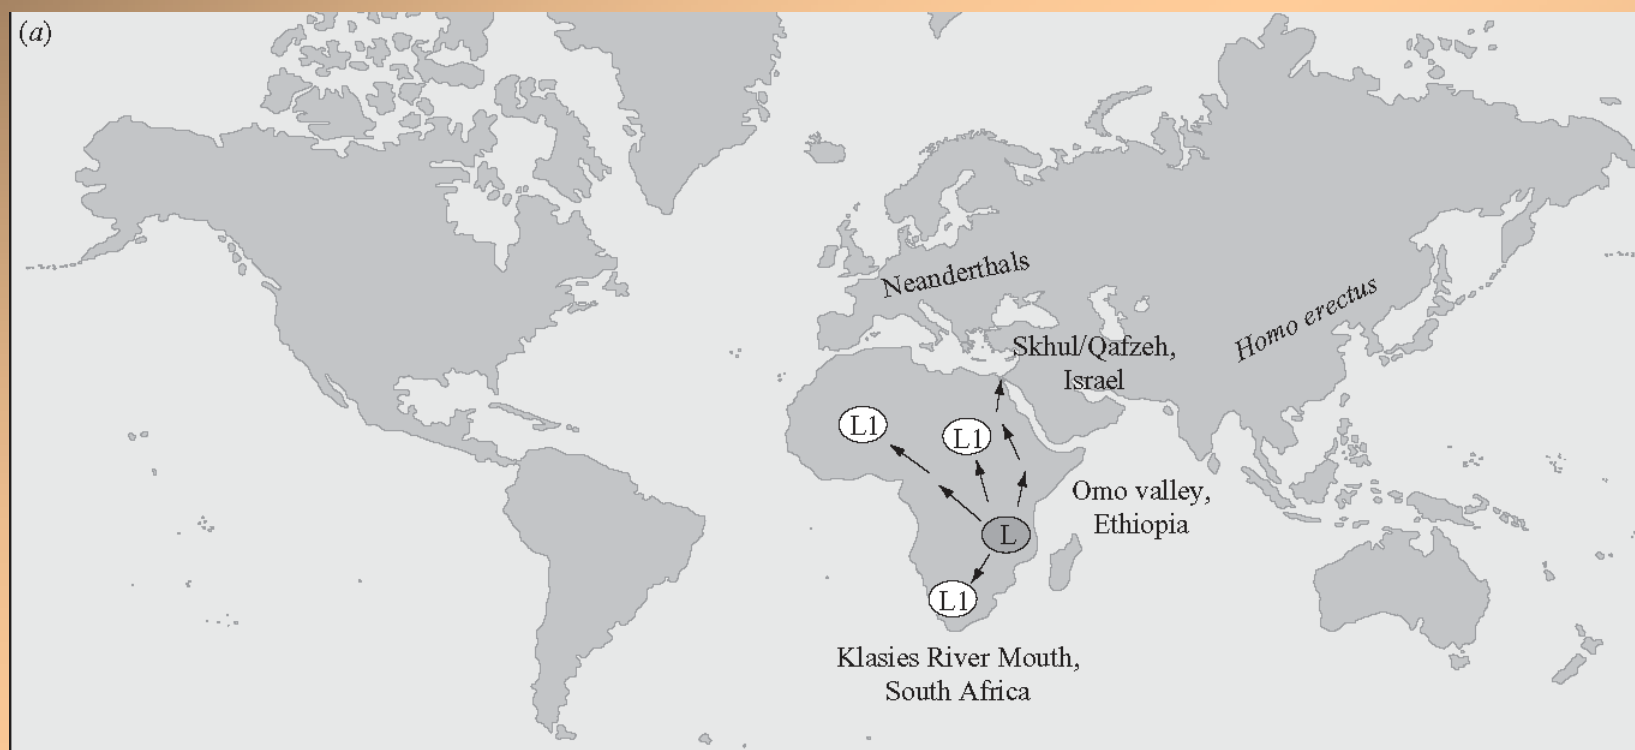 (a)
Neanderthals
Homo erectus
Skhul/Qafzeh,
Israel
L1
L1
Omo valley,
Ethiopia
L
L1
Klasies River Mouth,
South Africa